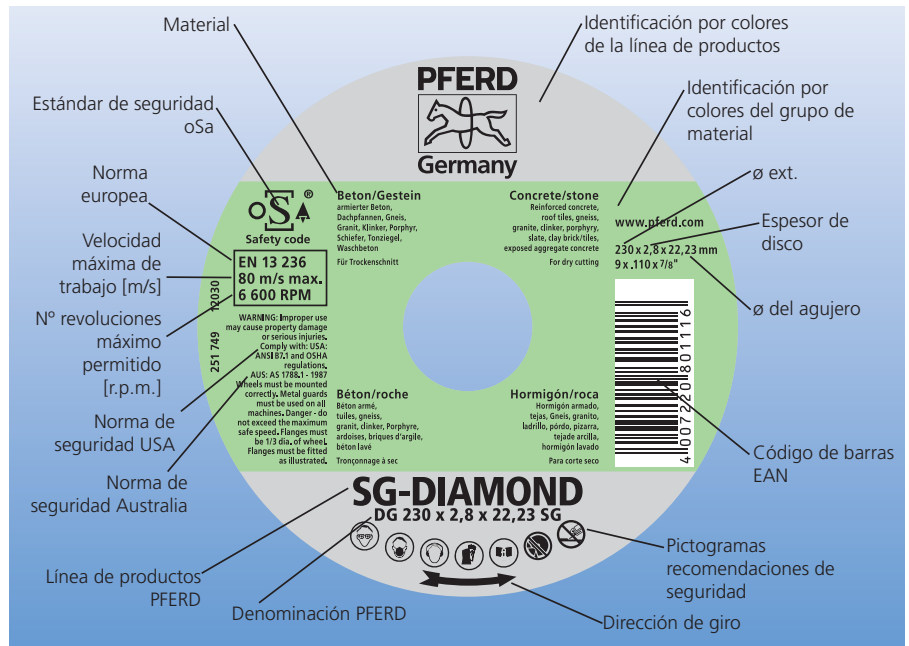 Material
Identificación por colores
de la línea de productos
Estándar de seguridad
oSa
Identificación por
colores del grupo de
material
Norma
europea
ø ext.
Velocidad
máxima de
trabajo [m/s]
Espesor de
disco
Nº revoluciones
máximo
permitido
[r.p.m.]
ø del agujero
Norma de
seguridad USA
Norma de
seguridad Australia
Código de barras
EAN
Línea de productos
PFERD
Denominación PFERD
Pictogramas
recomendaciones de
seguridad
Dirección de giro
PFERD
Germany
oSa ®
Safety code
EN 13 236
80 m/s max.
6 600 RPM
251 749 12030
WARNING: Improper use
may cause property damage
or serious injuries.
Comply with: USA:
ANSI B7.1 and OSHA
regulations.
AUS: AS 1788.1 - 1987
Wheels must be mounted
correctly. Metal guards
must be used on all
machines. Danger - do
not exceed the maximum
safe speed. Flanges must
be 1/3 dia. of wheel.
Flanges must be fitted
as illustrated.
Beton/Gestein
armierter Beton,
Dachpfannen, Gneis,
Granit, Klinker, Porphyr,
Schiefer, Tonziegel,
Waschbeton
Für Trockenschnitt
Concrete/stone
Reinforced concrete,
roof tiles, gneiss,
granite, clinker, porphyry,
slate, clay brick/tiles,
exposed aggregate concrete
For dry cutting
www.pferd.com
230 x 2,8 x 22,23 mm
9 x .110 x 7/8"
4 007220 801116
Béton/roche
Béton armé,
tuiles, gneiss,
granit, clinker, Porphyre,
ardoises, briques d'argile,
béton lavé
Tronçonnage à sec
Hormigón/roca
Hormigón armado,
tejas, Gneis, granito,
ladrillo, pórdo, pizarra,
tejade arcilla,
hormigón lavado
Para corte seco
SG-DIAMOND
DG 230 x 2,8 x 22,23 SG